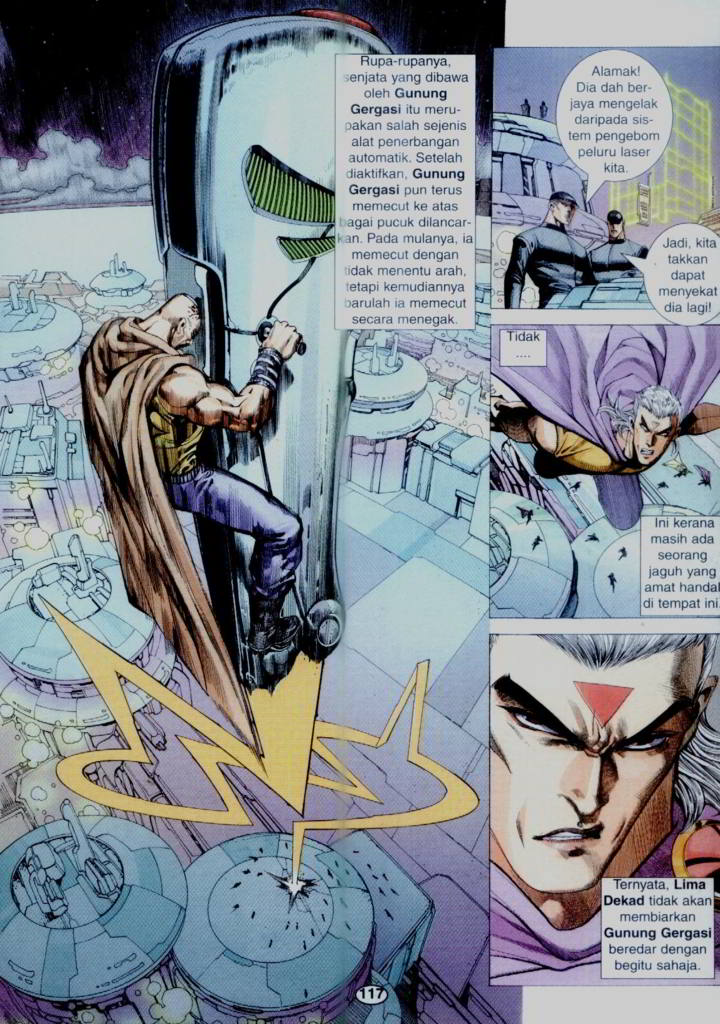 Rupa-rupanya,
senjata yang dibawa
oleh Gunung
Gergasi itu meru-
pakan salah sejenis
alat penerbangan
automatik. Setelah
diaktifkan, Gunung
Gergasi pun terus
memecut ke atas
bagai pucuk dilancar-
kan. Pada mulanya, ia
memecut dengan
tidak menentu arah,
tetapi kemudiannya
barulah ia memecut
secara menegak.
Alamak!
Dia dah ber-
jaya mengelak
daripada sis-
tem pengebom
peluru laser
kita.
Jadi, kita
takkan
dapat
menyekat
dia lagi!
Tidak
....
Ini kerana
masih ada
seorang
jaguh yang
amat handal
di tempat ini.
Ternyata, Lima
Dekad tidak akan
membiarkan
Gunung Gergasi
beredar dengan
begitu sahaja.
117